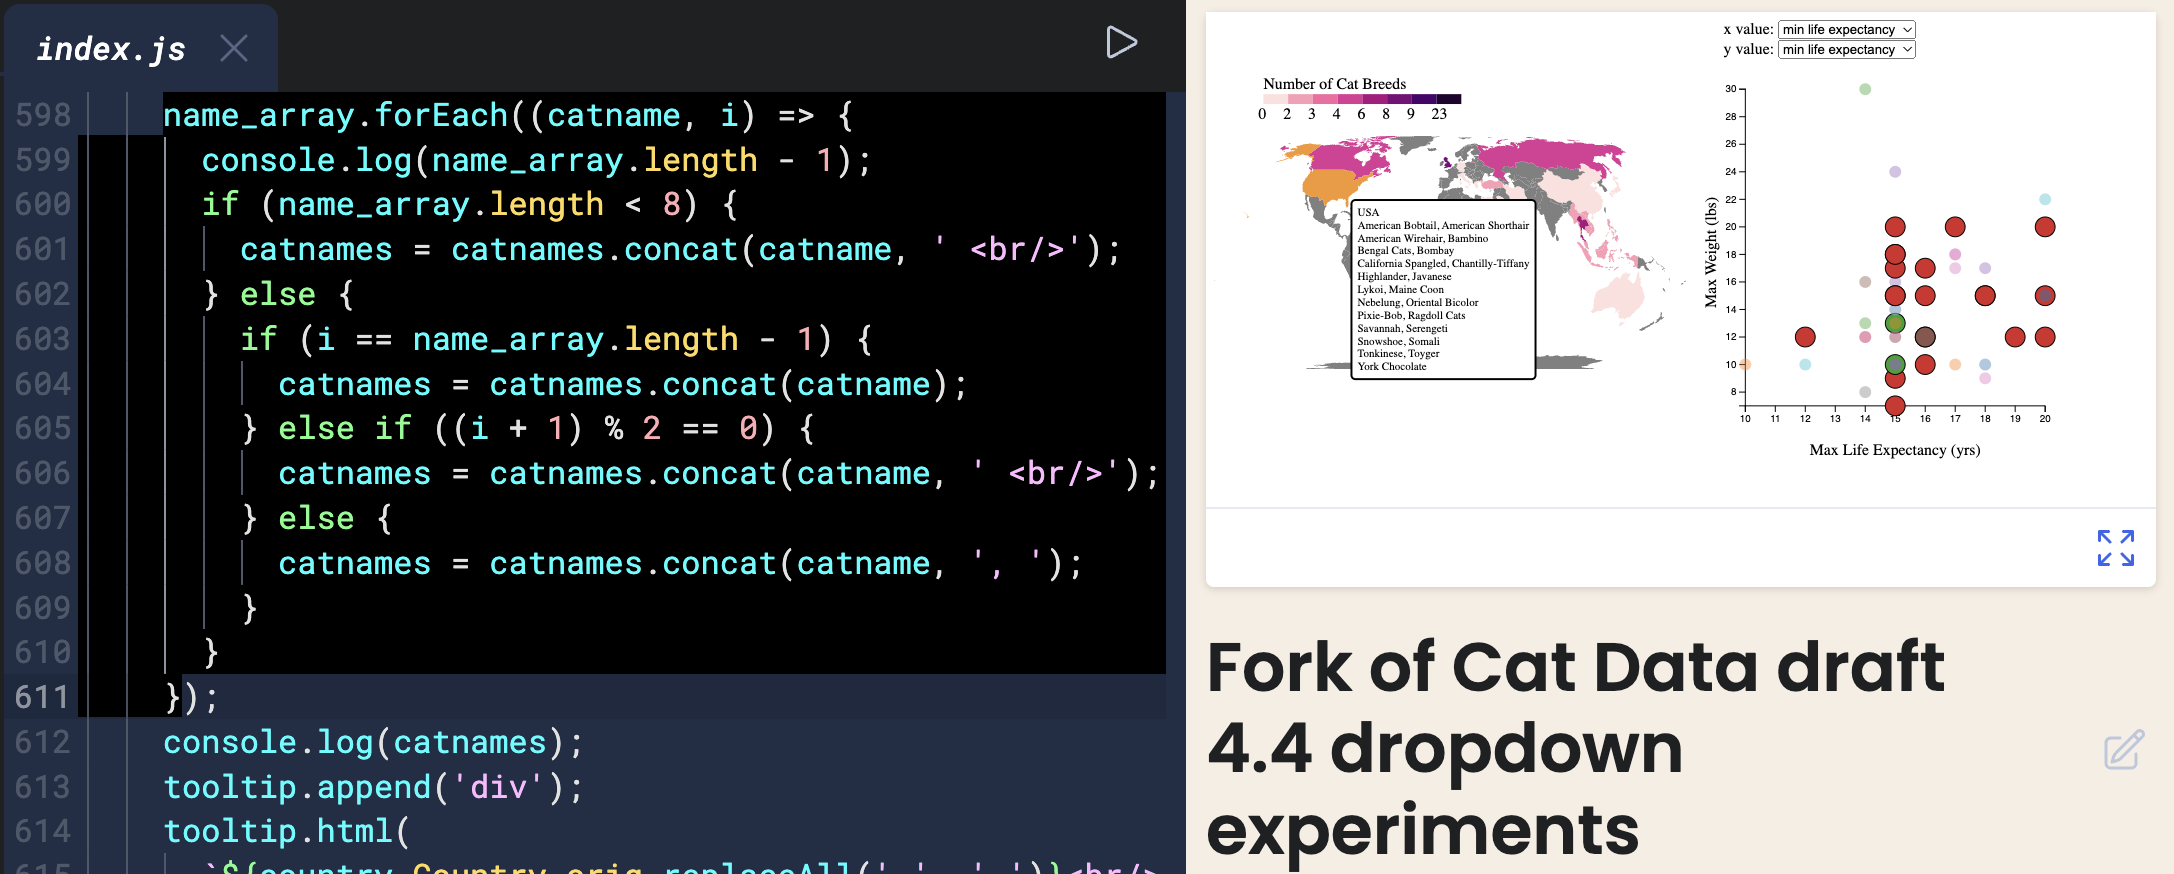 index.js
598 name_array.forEach((catname, i) => {
599 console.log(name_array.length - 1);
600 if (name_array.length < 8) {
601 catnames = catnames.concat(catname, ' <br/>');
602 } else {
603 if (i == name_array.length - 1) {
604 catnames = catnames.concat(catname);
605 } else if ((i + 1) % 2 == 0) {
606 catnames = catnames.concat(catname, ' <br/>');
607 } else {
608 catnames = catnames.concat(catname, ', ');
609 }
610 }
611 });
612 console.log(catnames);
613 tooltip.append('div');
614 tooltip.html(
615 `${country.Country_orig.replaceAll('_', ' ')}<br/>
x value: min life expectancy
y value: min life expectancy
Number of Cat Breeds
0 2 3 4 6 8 9 23
USA
American Bobtail, American Shorthair
American Wirehair, Bambino
Bengal Cats, Bombay
California Spangled, Chantilly-Tiffany
Highlander, Javanese
Lykoi, Maine Coon
Nebelung, Oriental Bicolor
Pixie-Bob, Ragdoll Cats
Savannah, Serengeti
Snowshoe, Somali
Tonkinese, Toyger
York Chocolate
Max Weight (lbs)
30
28
26
24
22
20
18
16
14
12
10
8
10 11 12 13 14 15 16 17 18 19 20
Max Life Expectancy (yrs)
Fork of Cat Data draft
4.4 dropdown
experiments